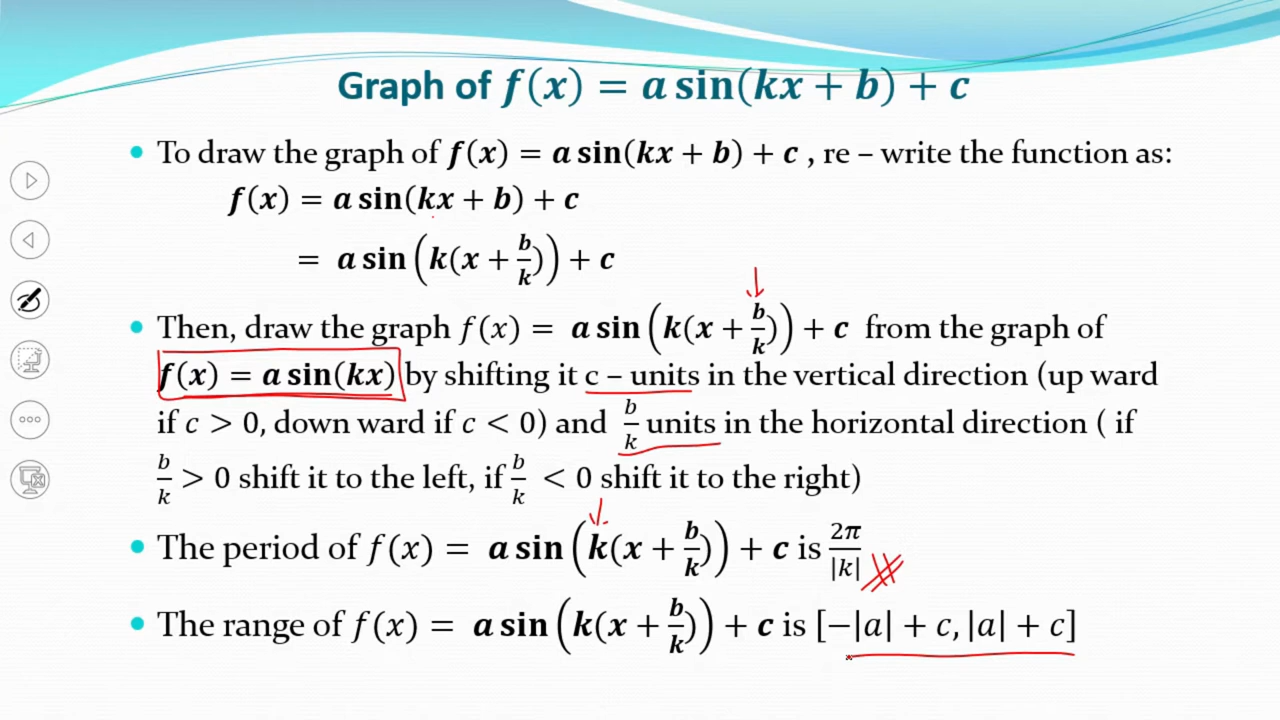 Graph of f(x) = a sin(kx + b) + c
• To draw the graph of f(x) = a sin(kx + b) + c , re – write the function as:
f(x) = a sin(kx + b) + c
= a sin(k(x + b/k)) + c
• Then, draw the graph f(x) = a sin(k(x + b/k)) + c from the graph of
f(x) = a sin(kx) by shifting it c – units in the vertical direction (up ward
if c > 0, down ward if c < 0) and b/k units in the horizontal direction ( if
b/k > 0 shift it to the left, if b/k < 0 shift it to the right)
• The period of f(x) = a sin(k(x + b/k)) + c is 2π/|k|
• The range of f(x) = a sin(k(x + b/k)) + c is [−|a| + c, |a| + c]